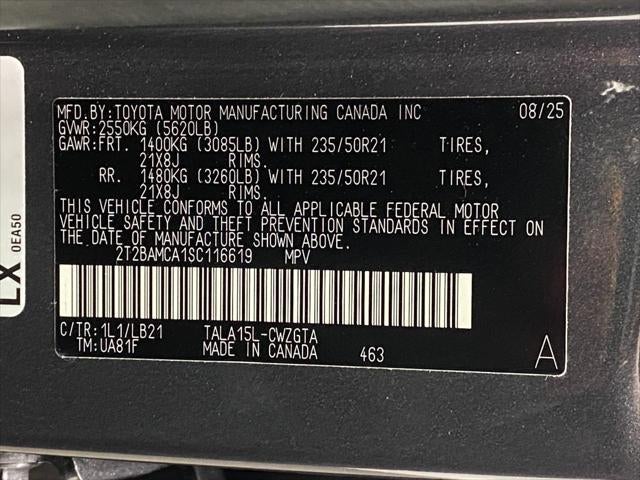 MFD.BY:TOYOTA MOTOR MANUFACTURING CANADA INC 08/25
GVWR:2550KG (5620LB)
GAWR:FRT. 1400KG (3085LB) WITH 235/50R21 TIRES,
21X8J RIMS.
RR. 1480KG (3260LB) WITH 235/50R21 TIRES,
21X8J RIMS.
THIS VEHICLE CONFORMS TO ALL APPLICABLE FEDERAL MOTOR
VEHICLE SAFETY AND THEFT PREVENTION STANDARDS IN EFFECT ON
THE DATE OF MANUFACTURE SHOWN ABOVE.
2T2BAMCA1SC116619 MPV
C/TR:1L1/LB21 TALA15L-CWZGTA
TM:UA81F MADE IN CANADA 463 A
LX
0EA50